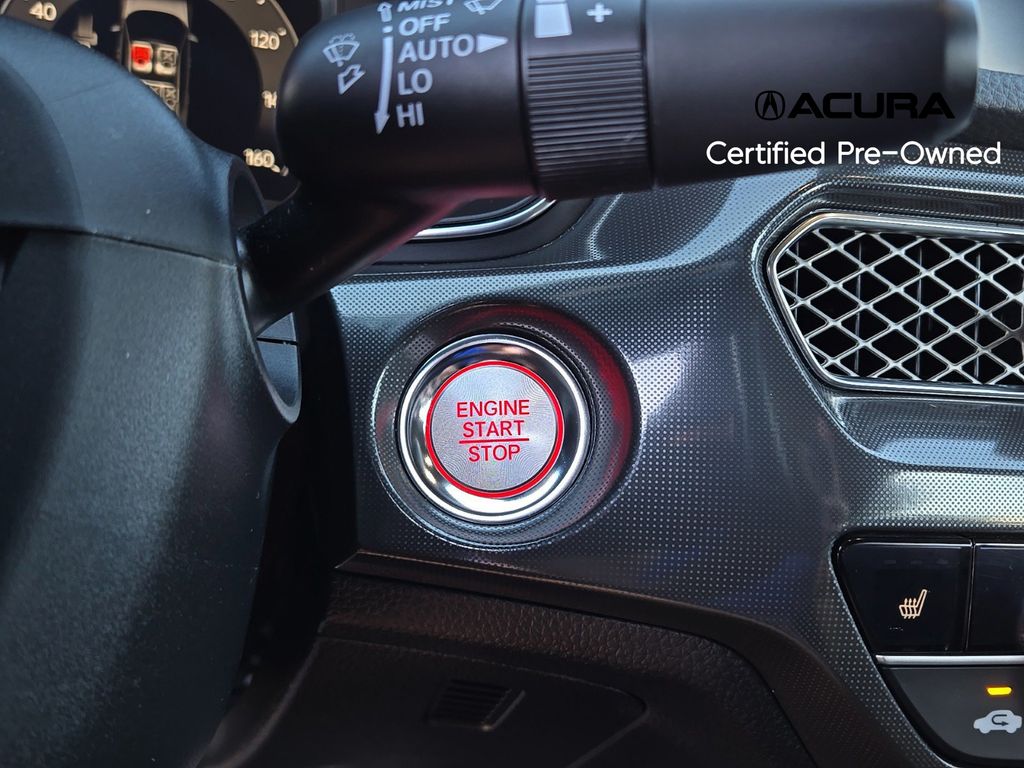 40
120
160
MIST
OFF
AUTO
LO
HI
+
ACURA
Certified Pre-Owned
ENGINE
START
STOP